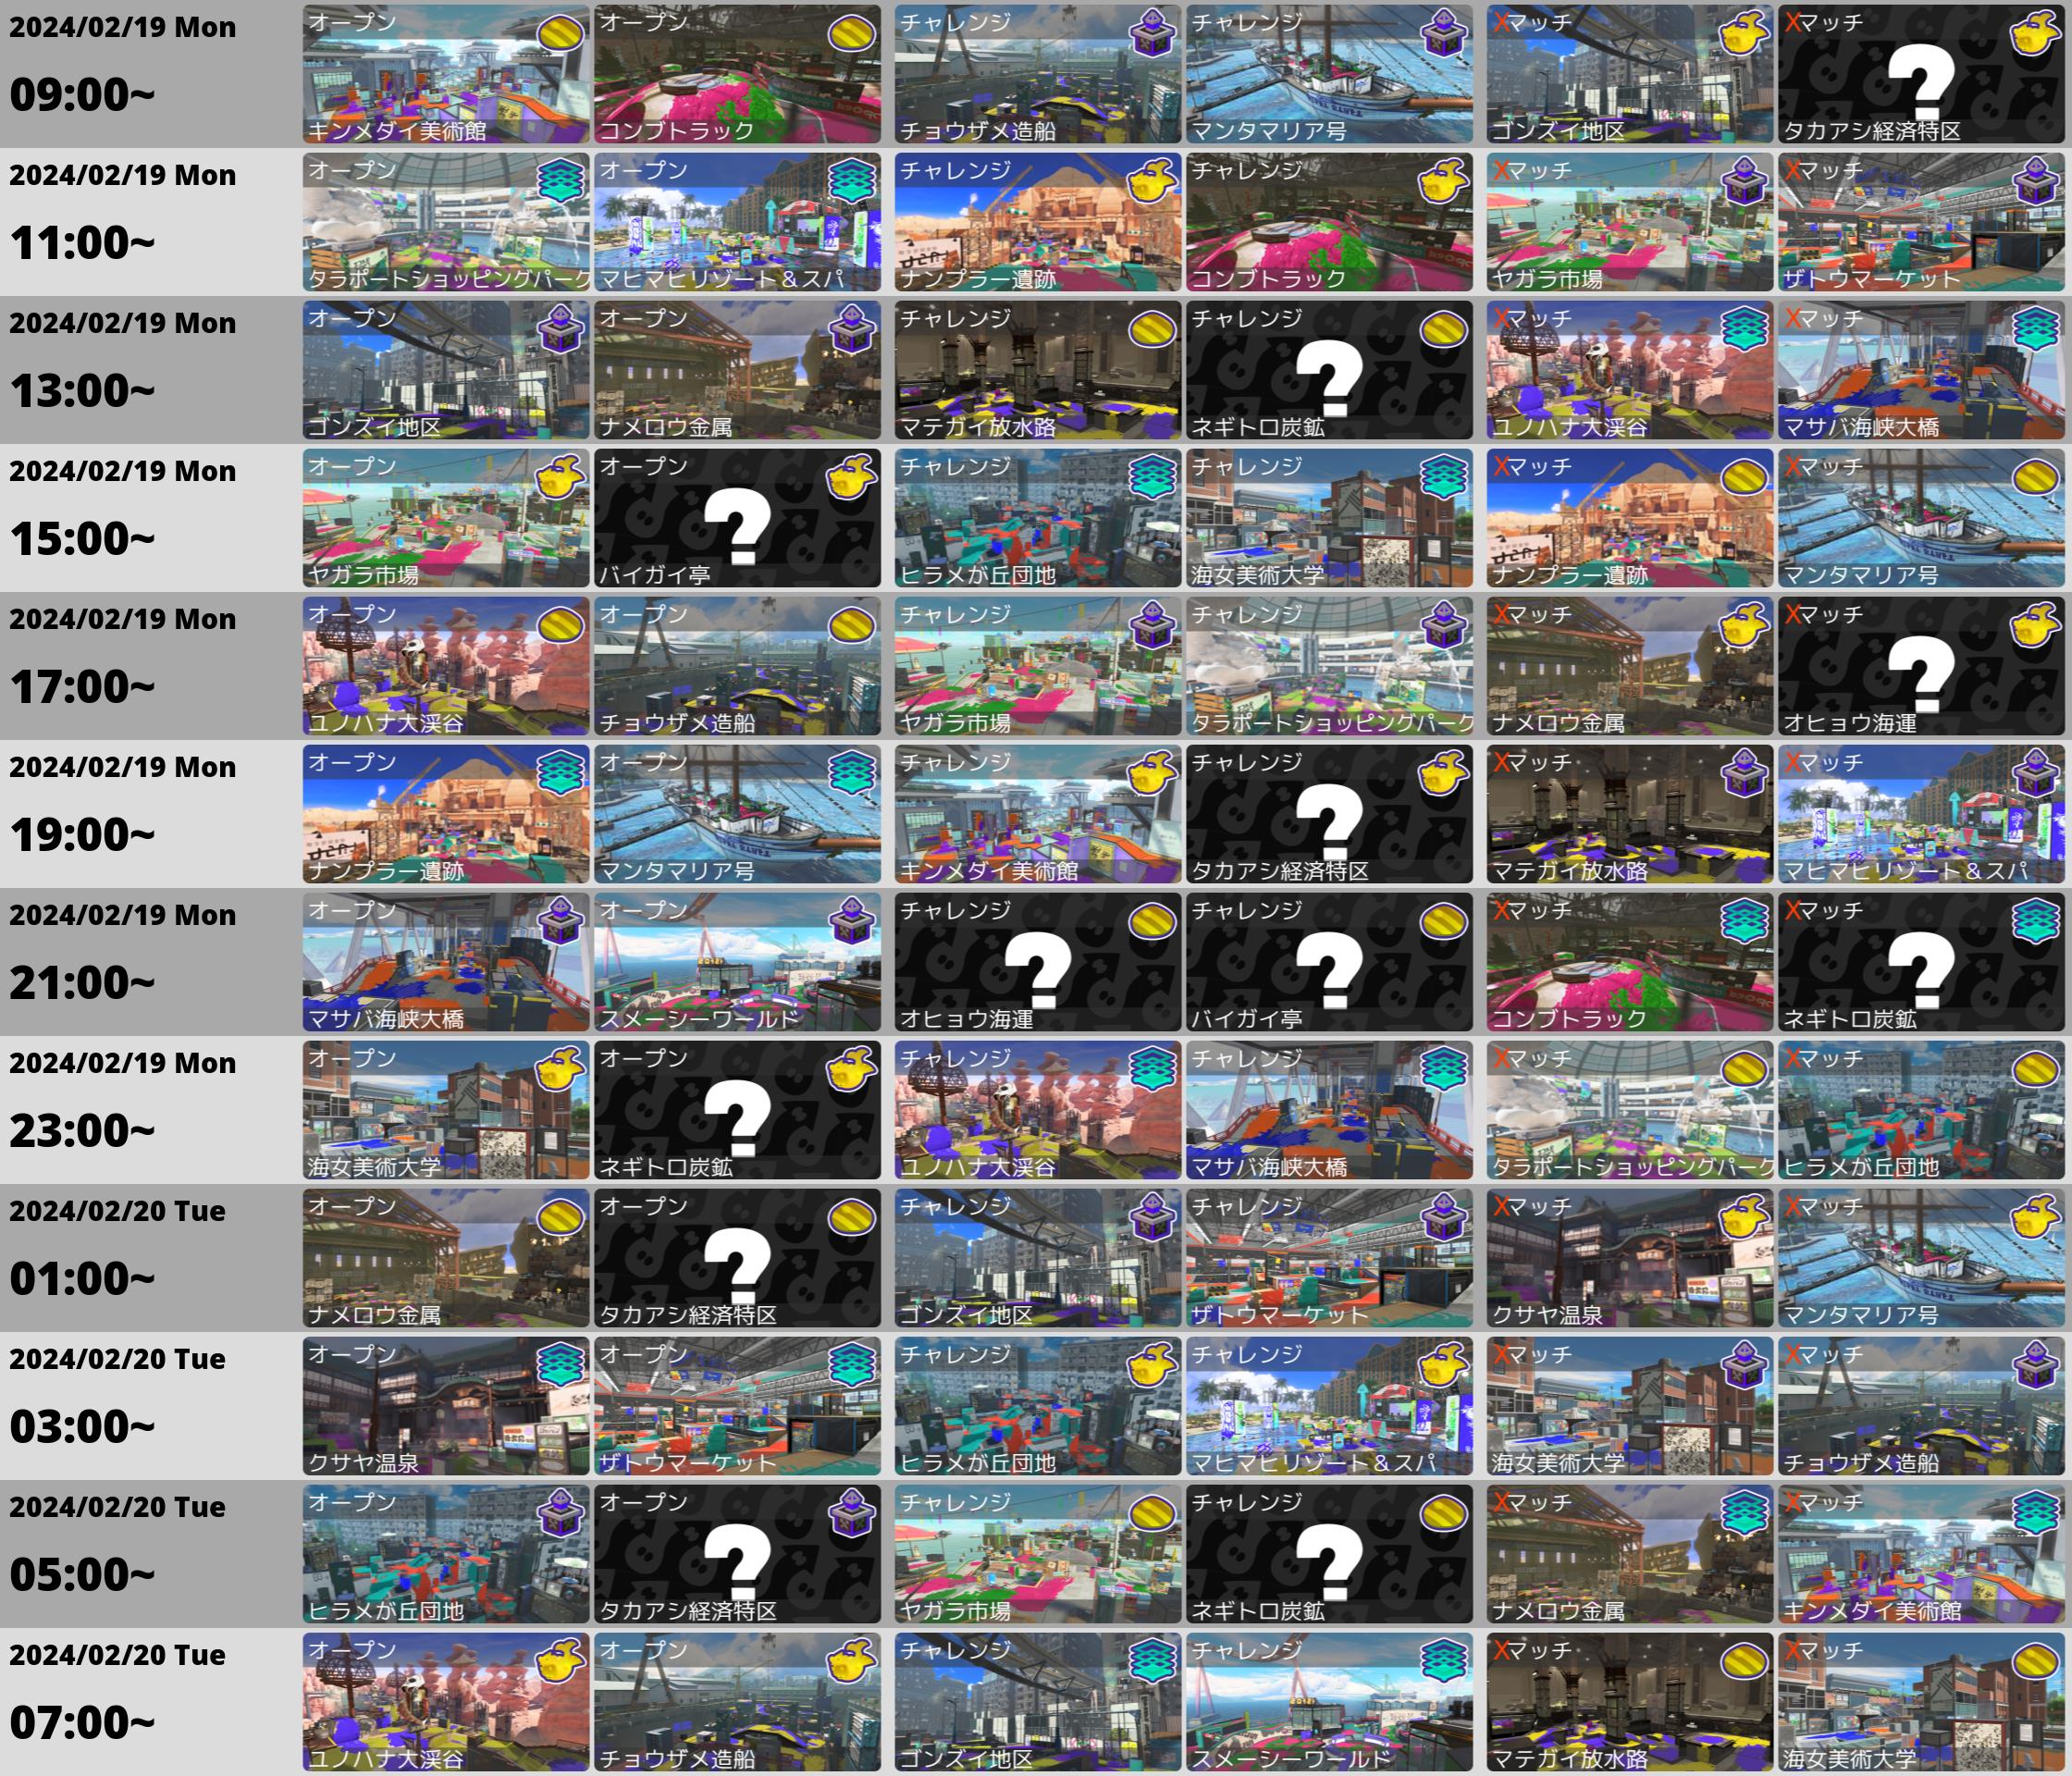 2024/02/19 Mon
09:00~
オープン オープン チャレンジ チャレンジ Xマッチ Xマッチ
キンメダイ美術館 コンブトラック チョウザメ造船 マンタマリア号 ゴンズイ地区 タカアシ経済特区
2024/02/19 Mon
11:00~
オープン オープン チャレンジ チャレンジ Xマッチ Xマッチ
タラポートショッピングパーク マヒマヒリゾート&スパ ナンプラー遺跡 コンブトラック ヤガラ市場 ザトウマーケット
2024/02/19 Mon
13:00~
オープン オープン チャレンジ チャレンジ Xマッチ Xマッチ
ゴンズイ地区 ナメロウ金属 マテガイ放水路 ネギトロ炭鉱 ユノハナ大渓谷 マサバ海峡大橋
2024/02/19 Mon
15:00~
オープン オープン チャレンジ チャレンジ Xマッチ Xマッチ
ヤガラ市場 バイガイ亭 ヒラメが丘団地 海女美術大学 ナンプラー遺跡 マンタマリア号
2024/02/19 Mon
17:00~
オープン オープン チャレンジ チャレンジ Xマッチ Xマッチ
ユノハナ大渓谷 チョウザメ造船 ヤガラ市場 タラポートショッピングパーク ナメロウ金属 オヒョウ海運
2024/02/19 Mon
19:00~
オープン オープン チャレンジ チャレンジ Xマッチ Xマッチ
ナンプラー遺跡 マンタマリア号 キンメダイ美術館 タカアシ経済特区 マテガイ放水路 マヒマヒリゾート&スパ
2024/02/19 Mon
21:00~
オープン オープン チャレンジ チャレンジ Xマッチ Xマッチ
マサバ海峡大橋 スメーシーワールド オヒョウ海運 バイガイ亭 コンブトラック ネギトロ炭鉱
2024/02/19 Mon
23:00~
オープン オープン チャレンジ チャレンジ Xマッチ Xマッチ
海女美術大学 ネギトロ炭鉱 ユノハナ大渓谷 マサバ海峡大橋 タラポートショッピングパーク ヒラメが丘団地
2024/02/20 Tue
01:00~
オープン オープン チャレンジ チャレンジ Xマッチ Xマッチ
ナメロウ金属 タカアシ経済特区 ゴンズイ地区 ザトウマーケット クサヤ温泉 マンタマリア号
2024/02/20 Tue
03:00~
オープン オープン チャレンジ チャレンジ Xマッチ Xマッチ
クサヤ温泉 ザトウマーケット ヒラメが丘団地 マヒマヒリゾート&スパ 海女美術大学 チョウザメ造船
2024/02/20 Tue
05:00~
オープン オープン チャレンジ チャレンジ Xマッチ Xマッチ
ヒラメが丘団地 タカアシ経済特区 ヤガラ市場 ネギトロ炭鉱 ナメロウ金属 キンメダイ美術館
2024/02/20 Tue
07:00~
オープン オープン チャレンジ チャレンジ Xマッチ Xマッチ
ユノハナ大渓谷 チョウザメ造船 ゴンズイ地区 スメーシーワールド マテガイ放水路 海女美術大学